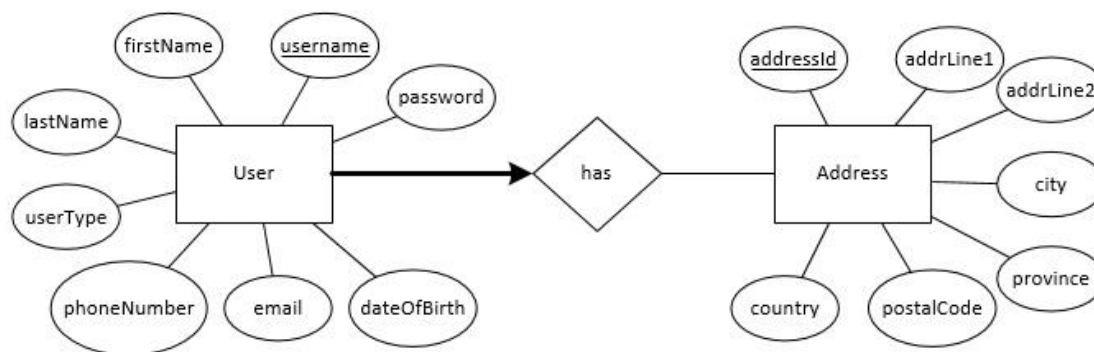 firstName
username
addressId
addrLine1
addrLine2
password
lastName
User
has
Address
city
userType
province
phoneNumber
email
dateOfBirth
country
postalCode